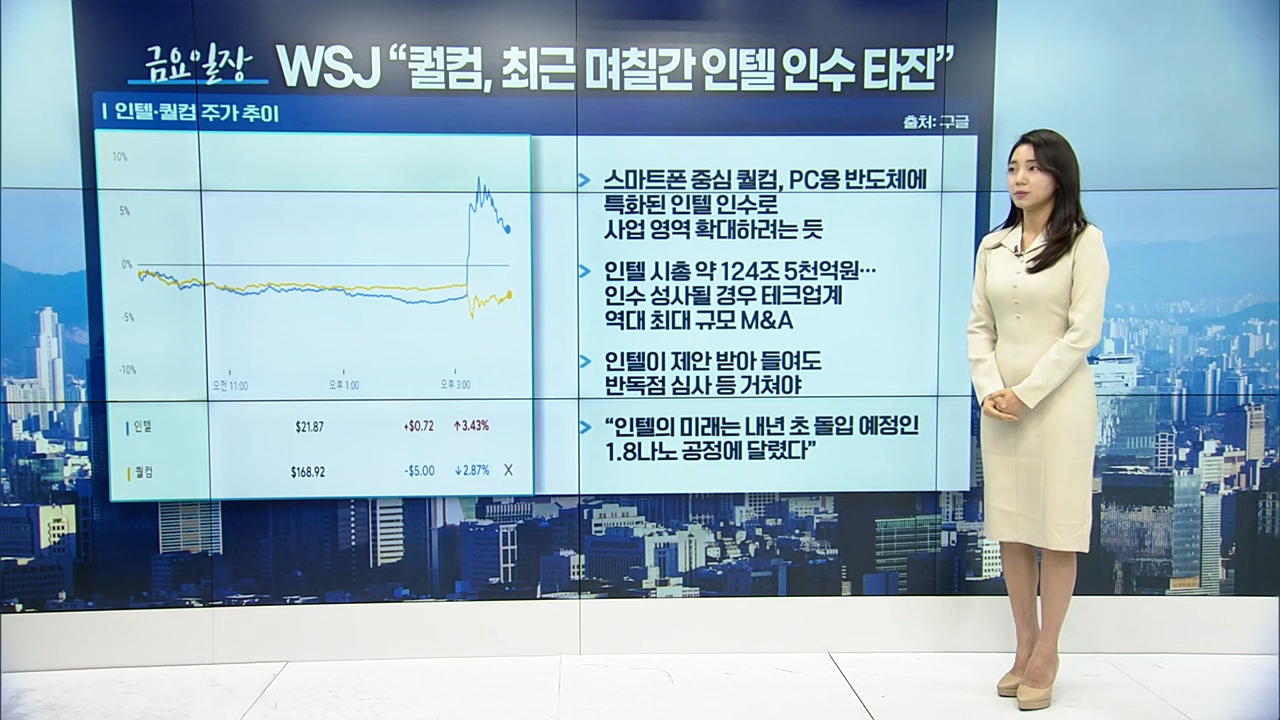 금요일장 WSJ “퀄컴, 최근 며칠간 인텔 인수 타진”
| 인텔·퀄컴 주가 추이
출처: 구글
10%
5%
0%
-5%
-10%
오전 11:00 오후 1:00 오후 3:00
인텔 $21.87 +$0.72 ↑3.43%
퀄컴 $168.92 -$5.00 ↓2.87% X
> 스마트폰 중심 퀄컴, PC용 반도체에
특화된 인텔 인수로
사업 영역 확대하려는 듯
> 인텔 시총 약 124조 5천억원…
인수 성사될 경우 테크업계
역대 최대 규모 M&A
> 인텔이 제안 받아 들여도
반독점 심사 등 거쳐야
> “인텔의 미래는 내년 초 돌입 예정인
1.8나노 공정에 달렸다”